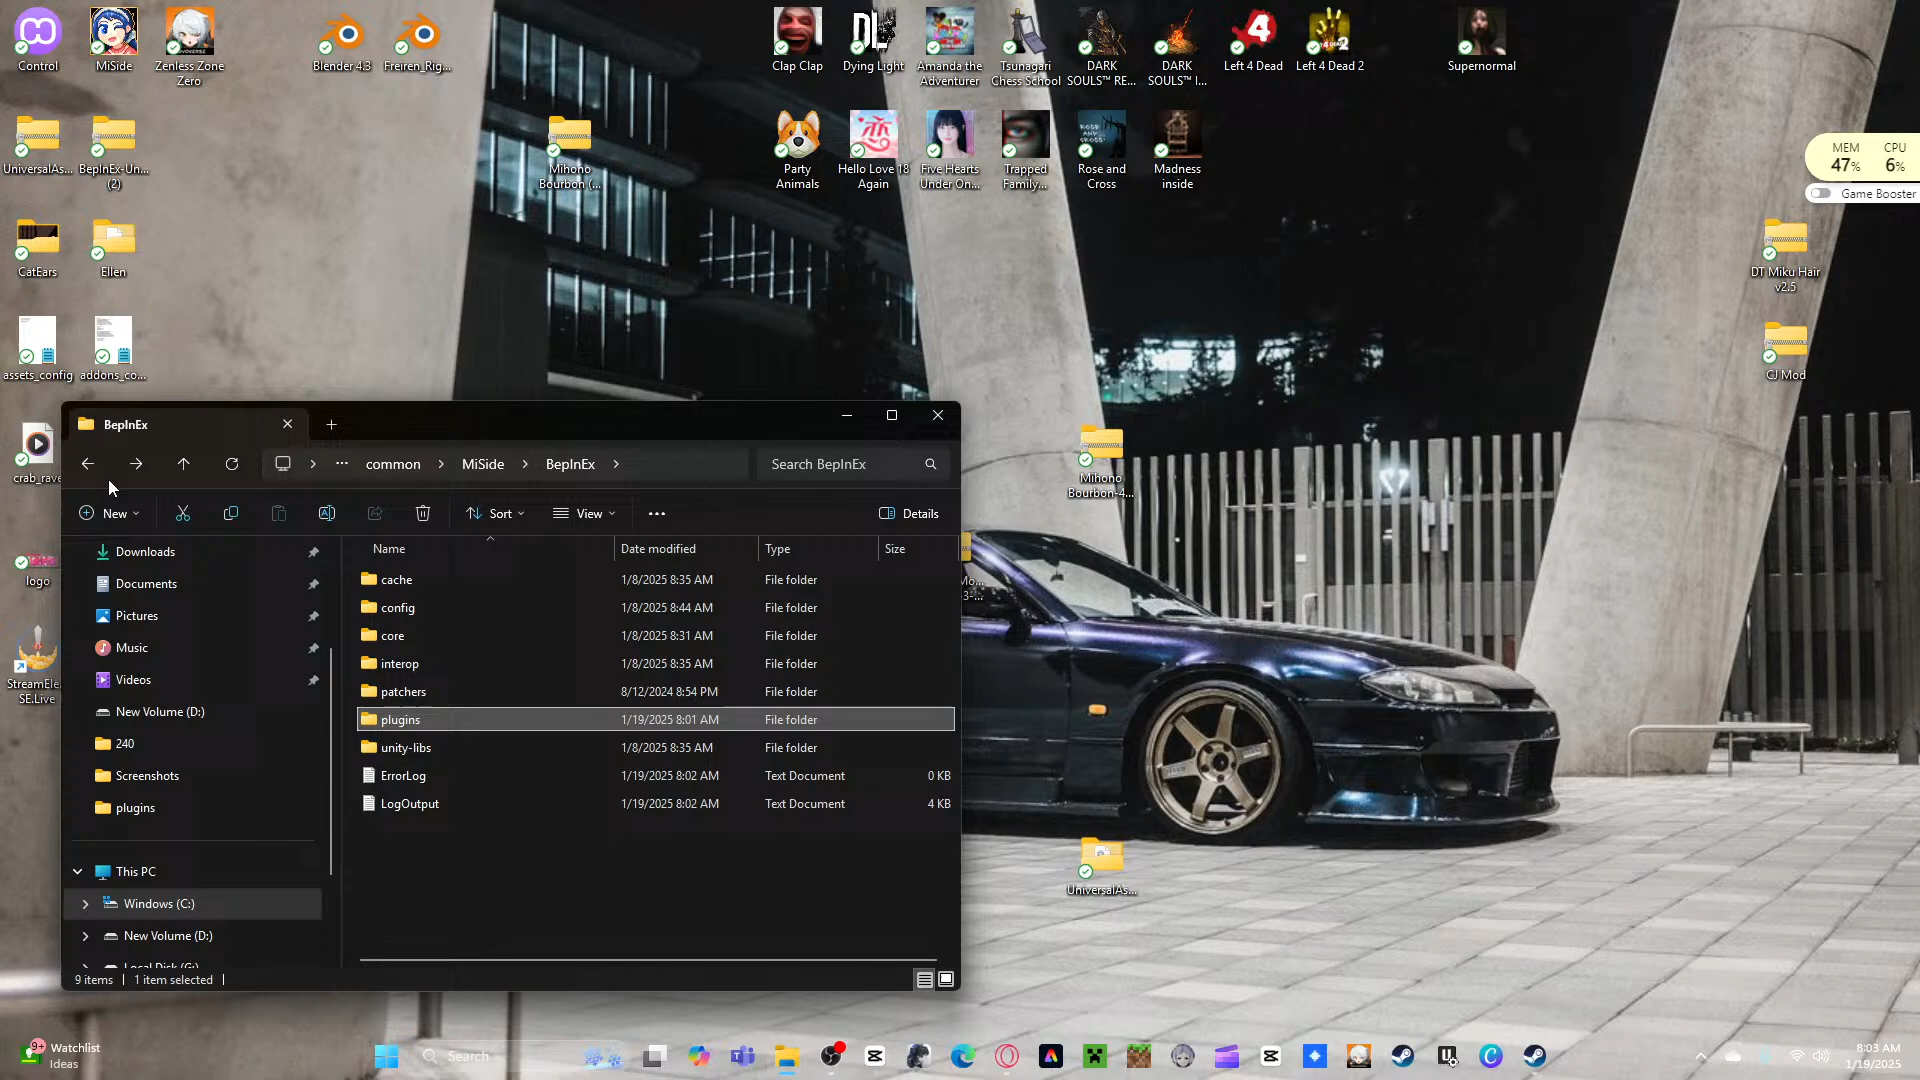 Control
MiSide
Zenless Zone
Zero
Blender 4.3
Freiren_Rig...
Clap Clap
Dying Light
Amanda the
Adventurer
Tsunagari
Chess School
DARK
SOULS™ RE...
DARK
SOULS™ I...
Left 4 Dead
Left 4 Dead 2
Supernormal
UniversalAs...
BepInEx-Un...
(2)
Mihono
Bourbon (...
Party
Animals
Hello Love 18
Again
Five Hearts
Under On...
Trapped
Family...
Rose and
Cross
Madness
inside
MEM
47%
CPU
6%
Game Booster
CatEars
Ellen
DT Miku Hair
v2.5
assets_config
addons_co...
CJ Mod
crab_rave
logo
StreamEle
SE.Live
Mihono
Bourbon-4...
Mo...
3-...
UniversalAs...
BepInEx
common
MiSide
BepInEx
Search BepInEx
New
Sort
View
Details
Downloads
Documents
Pictures
Music
Videos
New Volume (D:)
240
Screenshots
plugins
This PC
Windows (C:)
New Volume (D:)
Local Disk (G:)
Name
Date modified
Type
Size
cache 1/8/2025 8:35 AM File folder
config 1/8/2025 8:44 AM File folder
core 1/8/2025 8:31 AM File folder
interop 1/8/2025 8:35 AM File folder
patchers 8/12/2024 8:54 PM File folder
plugins 1/19/2025 8:01 AM File folder
unity-libs 1/8/2025 8:35 AM File folder
ErrorLog 1/19/2025 8:02 AM Text Document 0 KB
LogOutput 1/19/2025 8:02 AM Text Document 4 KB
9 items
1 item selected
9+
Watchlist
Ideas
Search
8:03 AM
1/19/2025